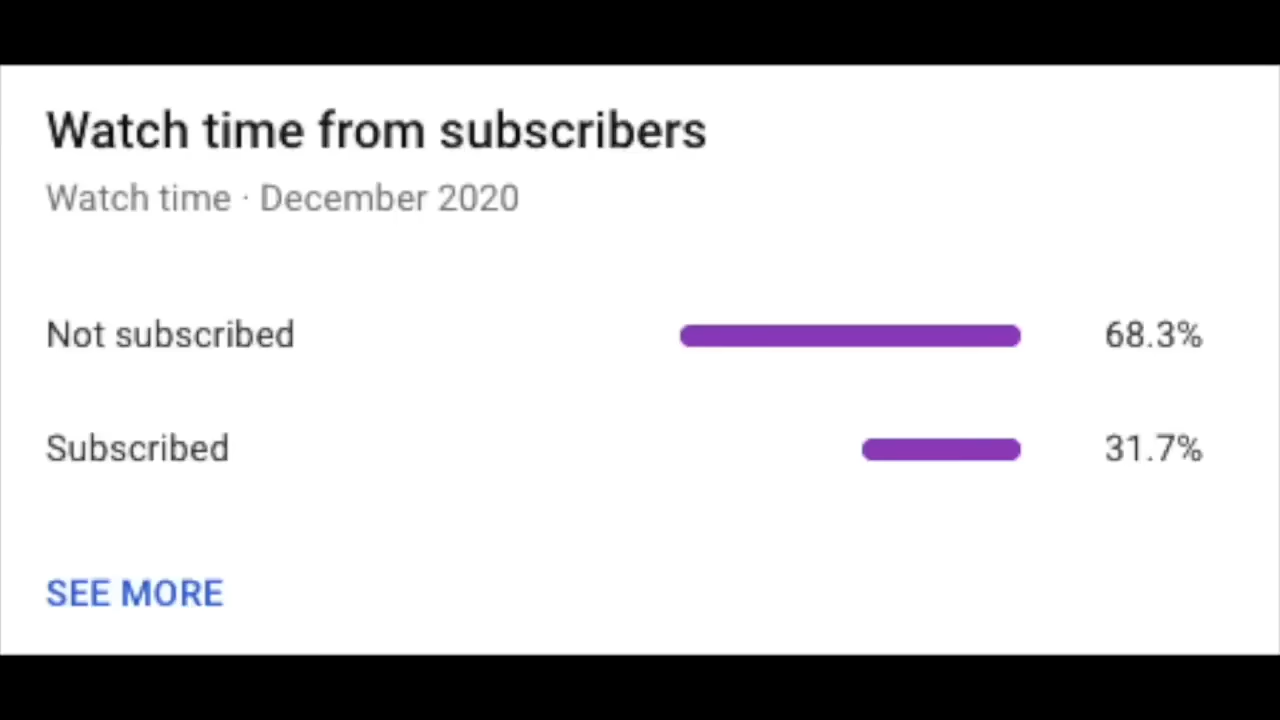 Watch time from subscribers
Watch time · December 2020
Not subscribed 68.3%
Subscribed 31.7%
SEE MORE